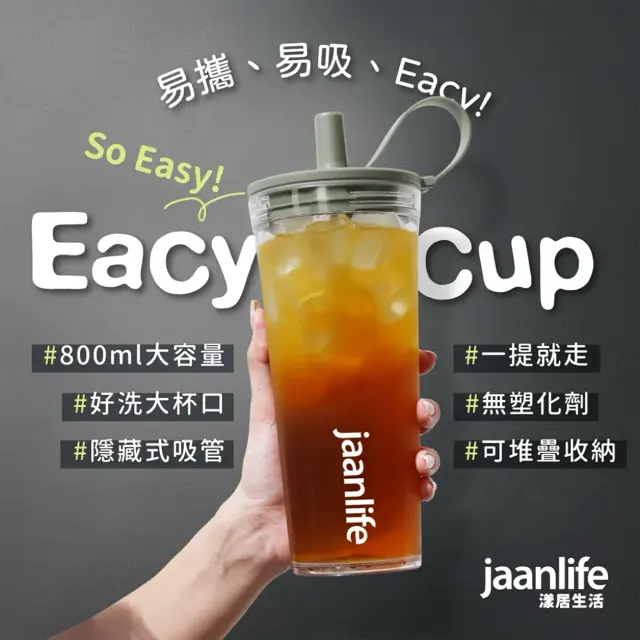 易攜、易吸、Eacy!
So Easy!
Eacy Cup
#800ml大容量
#好洗大杯口
#隱藏式吸管
#一提就走
#無塑化劑
#可堆疊收納
jaanlife
jaanlife
漾居生活